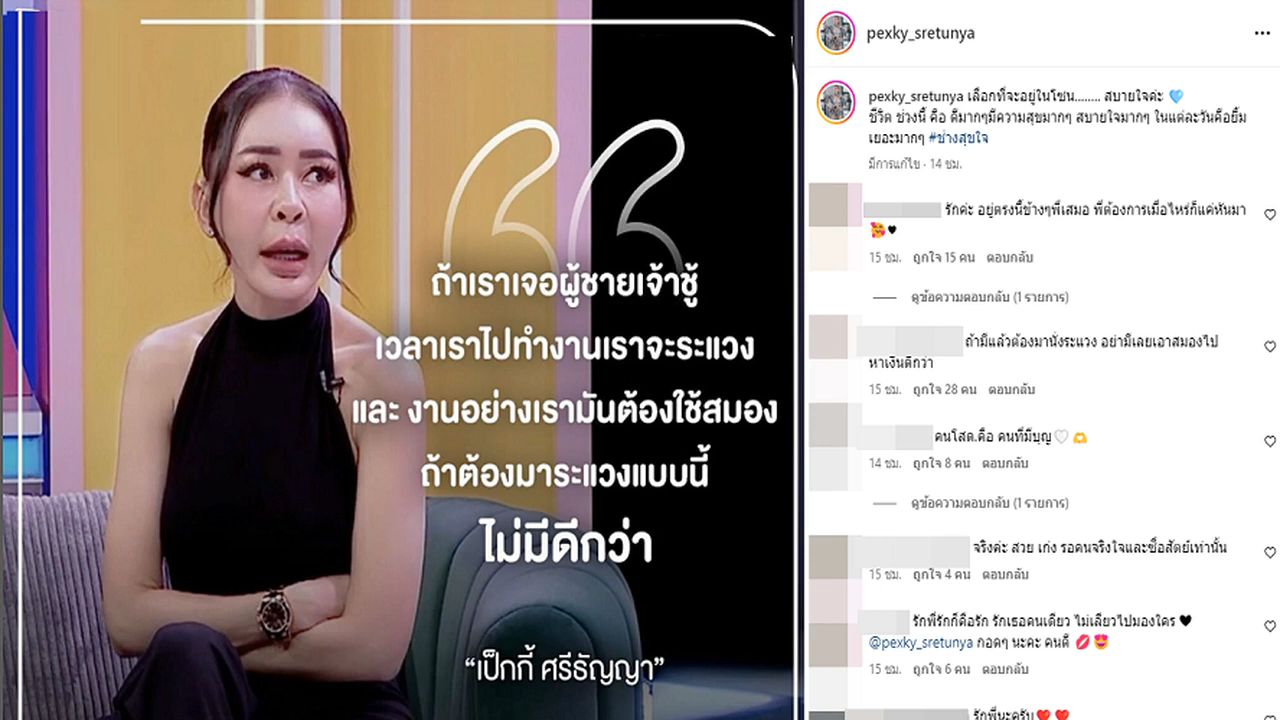 ถ้าเราเจอผู้ชายเจ้าชู้
เวลาเราไปทำงานเราจะระแวง
และ งานอย่างเรามันต้องใช้สมอง
ถ้าต้องมาระแวงแบบนี้
ไม่มีดีกว่า
“เป็กกี้ ศรีธัญญา”
pexky_sretunya
pexky_sretunya เลือกที่จะอยู่ในโซน........ สบายใจค่ะ 🩵
ชีวิต ช่วงนี้ คือ ดีมากๆมีความสุขมากๆ สบายใจมากๆ ในแต่ละวันคือยิ้ม
เยอะมากๆ #ช่างสุขใจ
มีการแก้ไข · 14 ชม.
รักค่ะ อยู่ตรงนี้ข้างๆพี่เสมอ พี่ต้องการเมื่อไหร่ก็แค่หันมา
🥰♥
15 ชม. ถูกใจ 15 คน ตอบกลับ
ดูข้อความตอบกลับ (1 รายการ)
ถ้ามีแล้วต้องมานั่งระแวง อย่ามีเลยเอาสมองไป
หาเงินดีกว่า
15 ชม. ถูกใจ 28 คน ตอบกลับ
คนโสด.คือ คนที่มีบุญ🤍 🫶
14 ชม. ถูกใจ 8 คน ตอบกลับ
ดูข้อความตอบกลับ (1 รายการ)
จริงค่ะ สวย เก่ง รอคนจริงใจและซื่อสัตย์เท่านั้น
15 ชม. ถูกใจ 4 คน ตอบกลับ
รักพี่รักก็คือรัก รักเธอคนเดียว ไม่เลี้ยวไปมองใคร ♥
@pexky_sretunya กอดๆ นะคะ คนดี 💋 😍
15 ชม. ถูกใจ 6 คน ตอบกลับ
รักพี่นะครับ❤️ ❤️